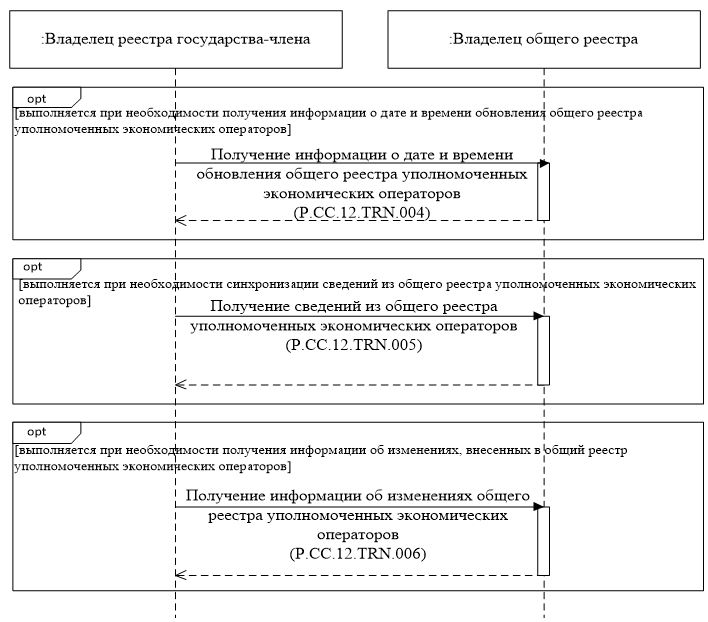 :Владелец реестра государства-члена
:Владелец общего реестра
opt
[выполняется при необходимости получения информации о дате и времени обновления общего реестра
уполномоченных экономических операторов]
Получение информации о дате и времени
обновления общего реестра уполномоченных
экономических операторов
(P.CC.12.TRN.004)
opt
[выполняется при необходимости синхронизации сведений из общего реестра уполномоченных экономических
операторов]
Получение сведений из общего реестра
уполномоченных экономических операторов
(P.CC.12.TRN.005)
opt
[выполняется при необходимости получения информации об изменениях, внесенных в общий реестр
уполномоченных экономических операторов]
Получение информации об изменениях общего
реестра уполномоченных экономических
операторов
(P.CC.12.TRN.006)